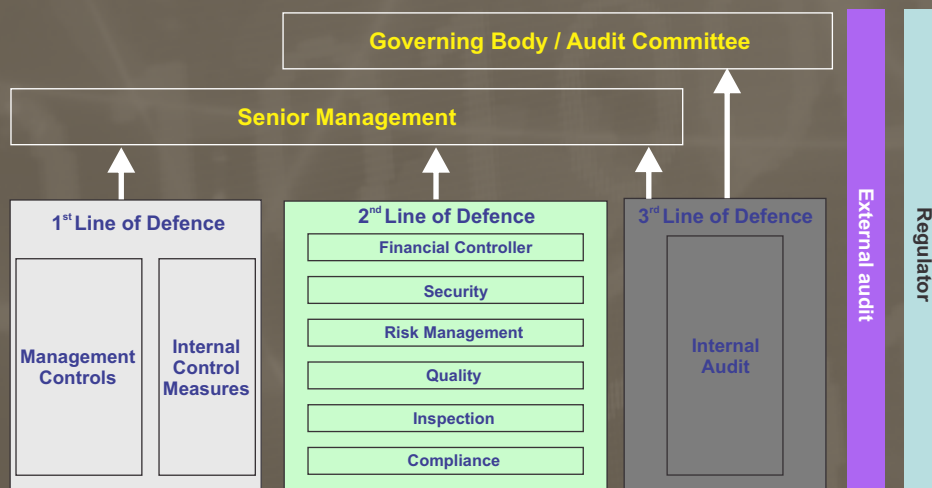 Governing Body / Audit Committee
Senior Management
1st Line of Defence
Management
Controls
Internal
Control
Measures
2nd Line of Defence
Financial Controller
Security
Risk Management
Quality
Inspection
Compliance
3rd Line of Defence
Internal
Audit
External audit
Regulator